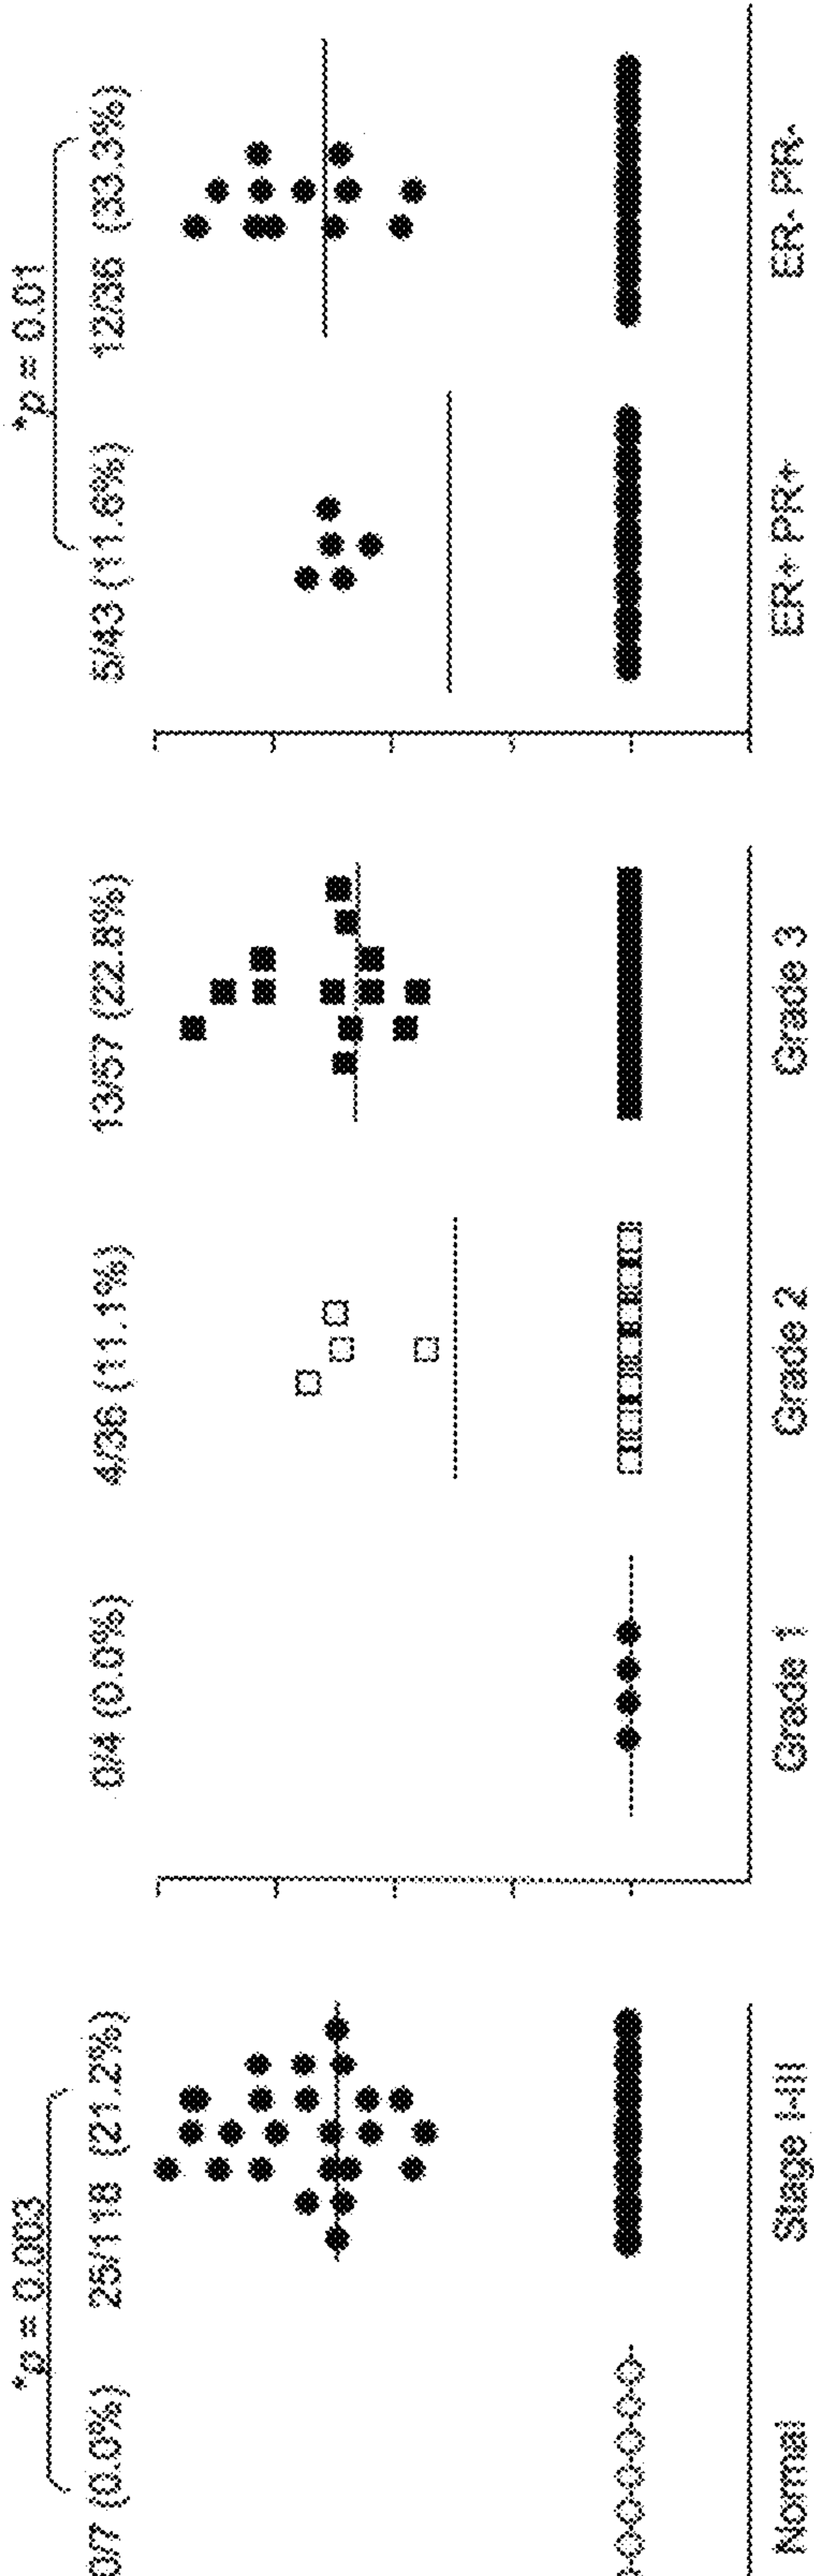 *p = 0.003
0/7 (0.0%) 25/118 (21.2%)
Normal Stage I-III
0/4 (0.0%) 4/36 (11.1%) 13/57 (22.8%)
Grade 1 Grade 2 Grade 3
*p = 0.01
5/43 (11.6%) 12/36 (33.3%)
ER+ PR+ ER- PR-